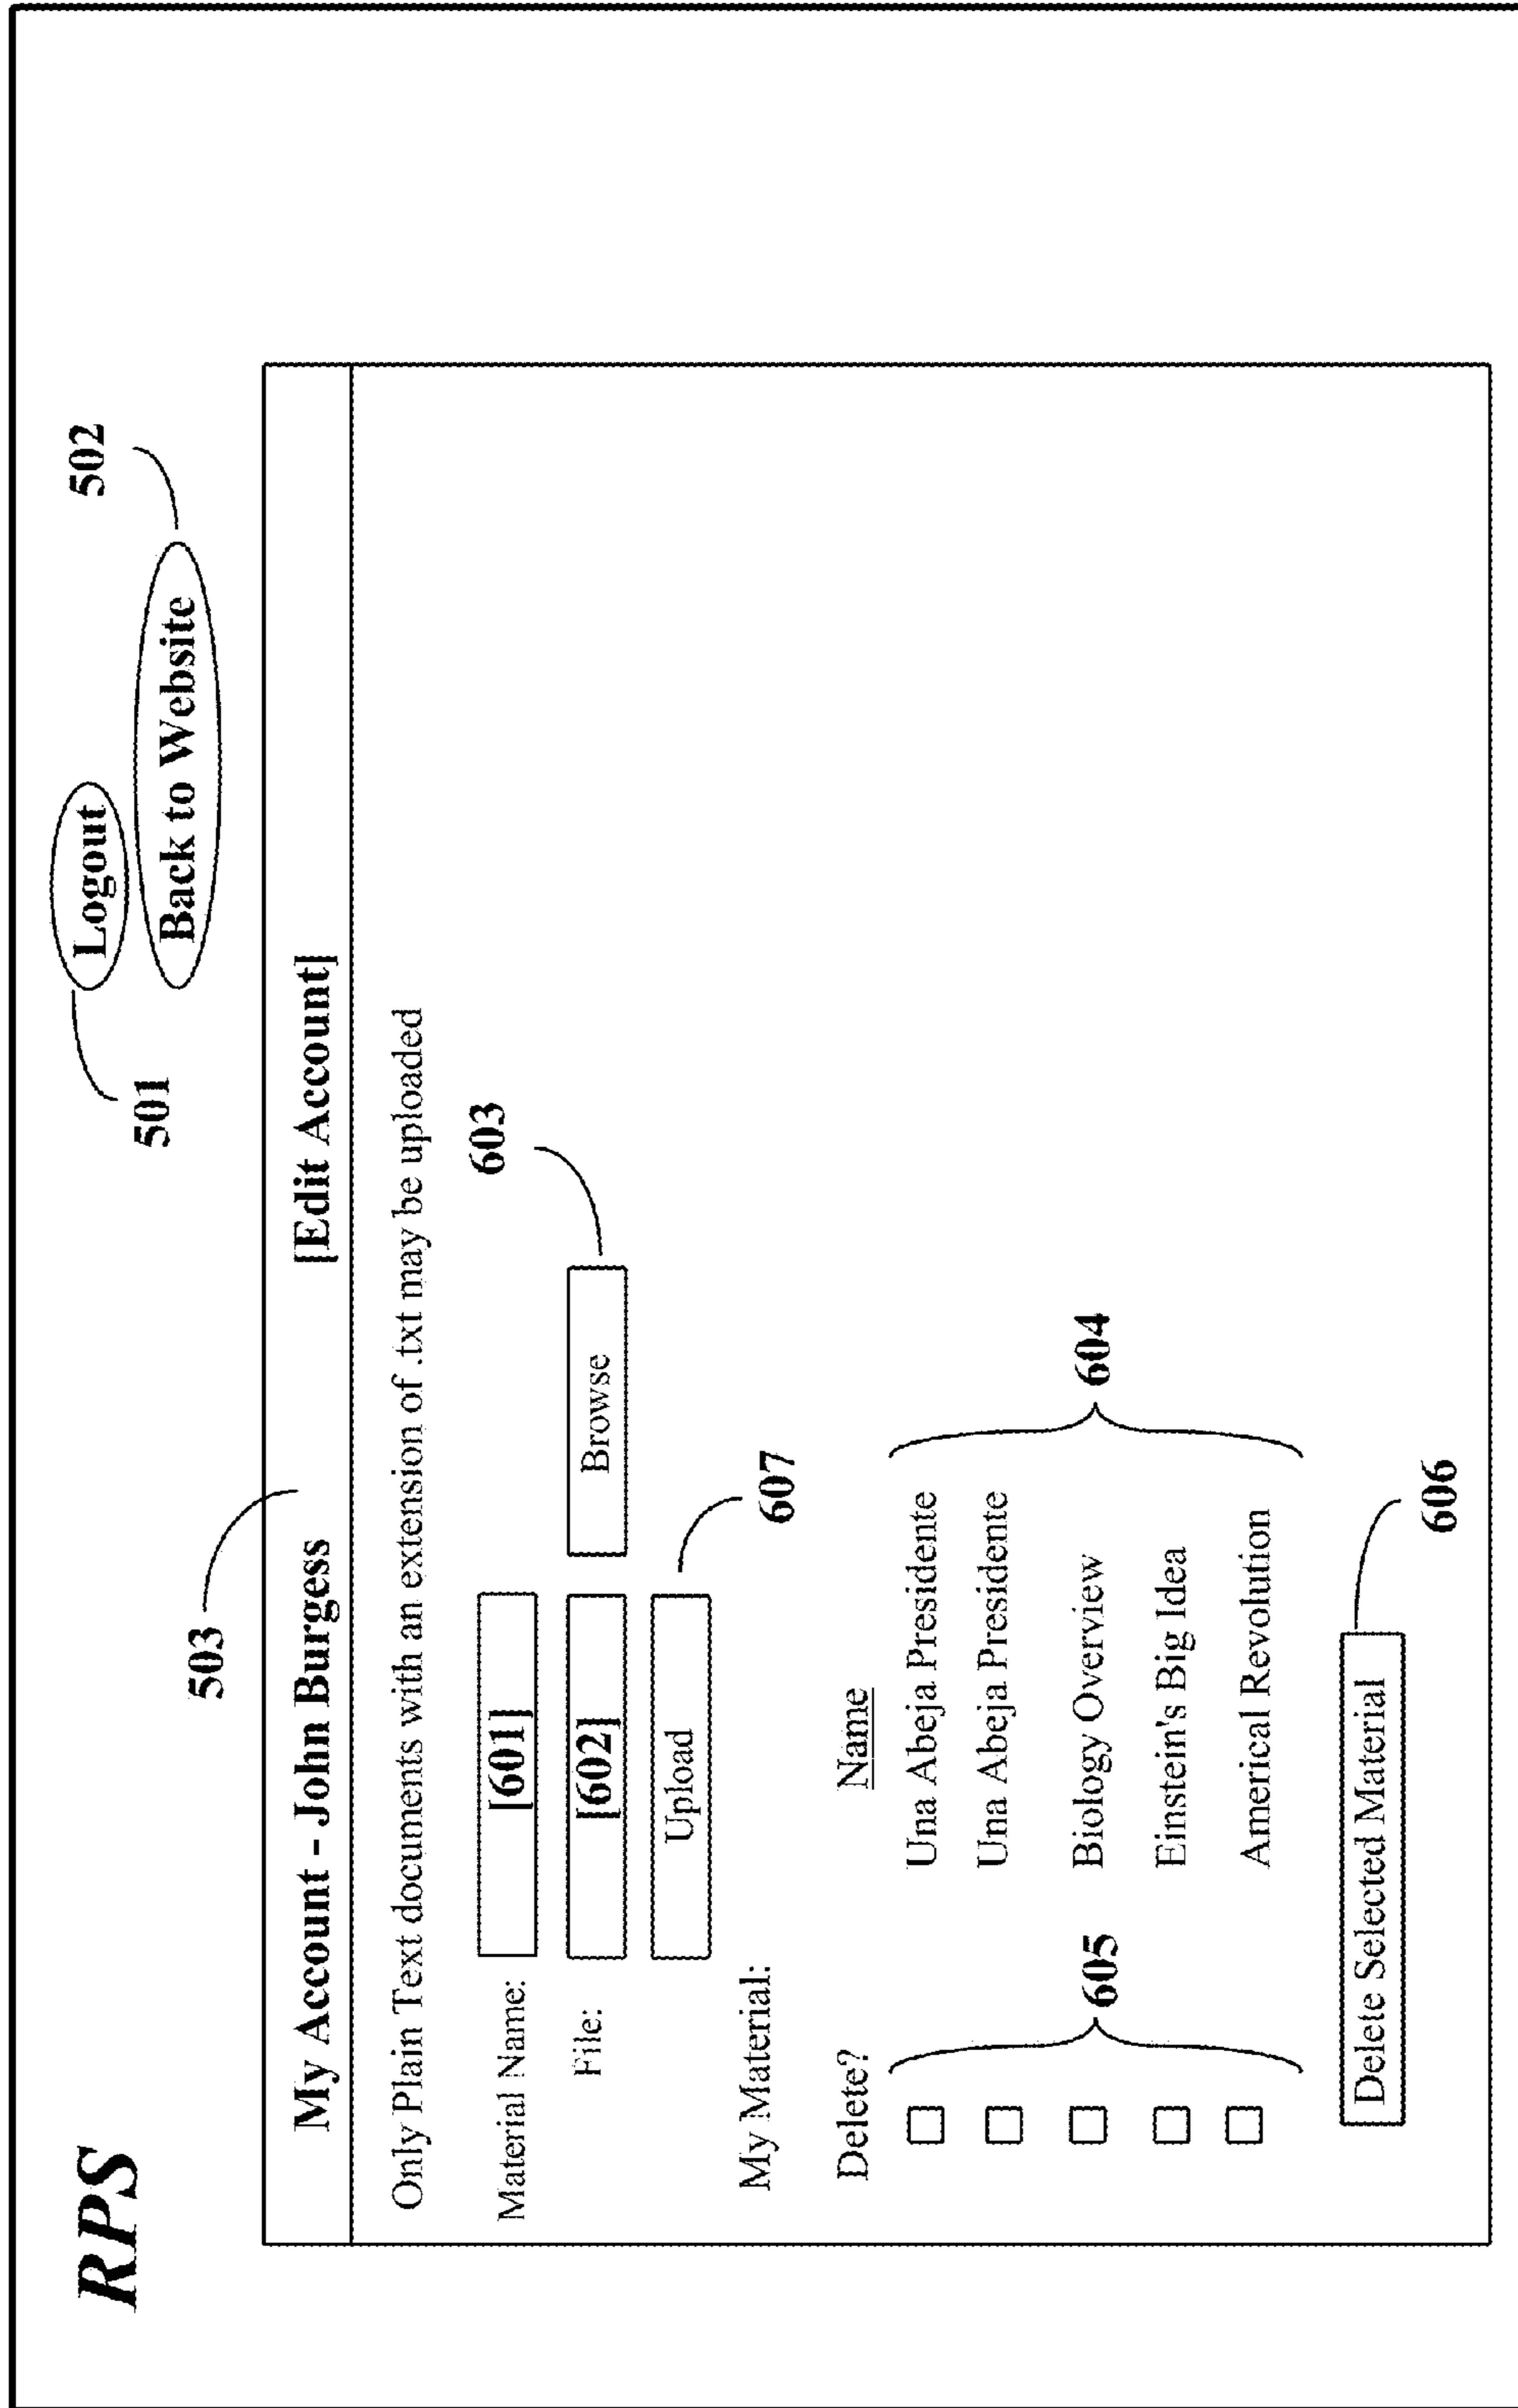 RPS
Logout
501
Back to Website
502
503
My Account - John Burgess [Edit Account]
Only Plain Text documents with an extension of .txt may be uploaded
Material Name: [601]
603
File: [602] Browse
Upload
607
My Material:
Delete? Name
Una Abeja Presidente
Una Abeja Presidente
605 Biology Overview 604
Einstein's Big Idea
Americal Revolution
Delete Selected Material
606